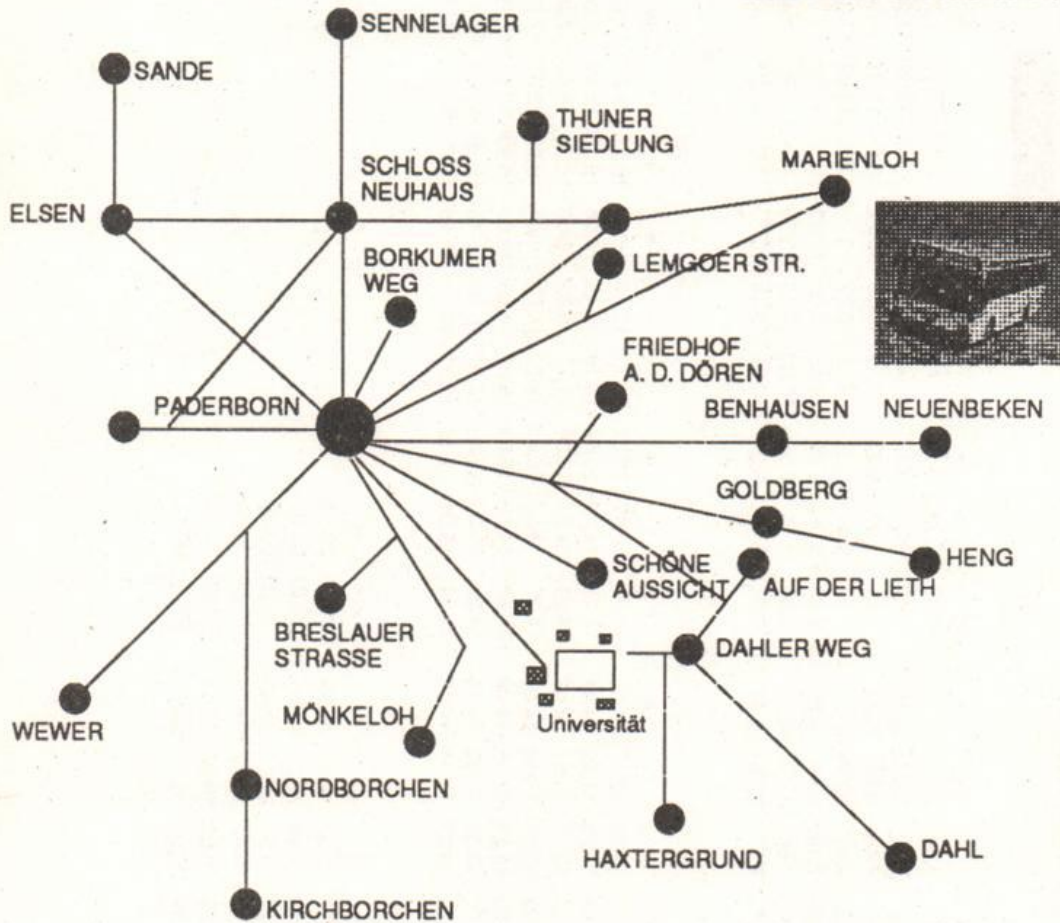 SENNELAGER
SANDE
THUNER
SIEDLUNG
MARIENLOH
SCHLOSS
NEUHAUS
ELSEN
BORKUMER
WEG
LEMGOER STR.
FRIEDHOF
A. D. DÖREN
PADERBORN
BENHAUSEN
NEUENBEKEN
GOLDBERG
HENG
SCHÖNE
AUSSICHT
AUF DER LIETH
BRESLAUER
STRASSE
DAHLER WEG
WEWER
MÖNKELOH
Universität
NORDBORCHEN
HAXTERGRUND
DAHL
KIRCHBORCHEN